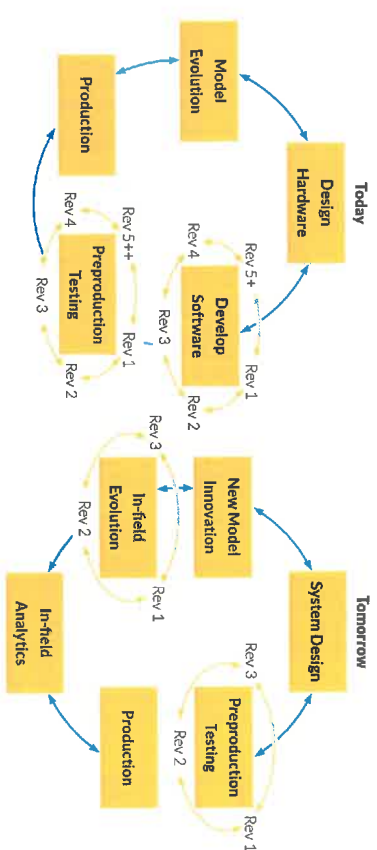 Today
Design
Hardware
Model
Evolution
Develop
Software
Rev 5+
Rev 1
Rev 4
Rev 2
Rev 3
Production
Preproduction
Testing
Rev 5++
Rev 1
Rev 4
Rev 2
Rev 3
Tomorrow
System Design
New Model
Innovation
Preproduction
Testing
Rev 3
Rev 1
Rev 2
In-field
Evolution
Rev 3
Rev 1
Rev 2
Production
In-field
Analytics